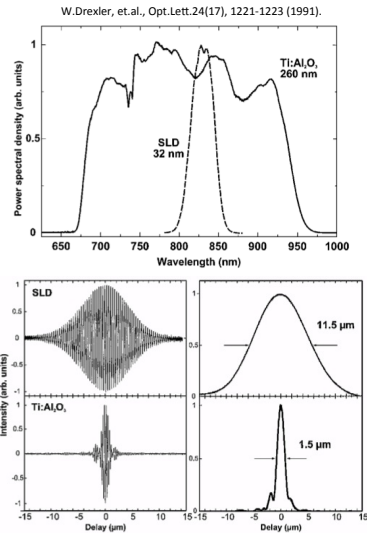 W.Drexler, et.al., Opt.Lett.24(17), 1221-1223 (1991).
Power spectral density (arb. units)
1
0.5
0
Ti:Al₂O₃
260 nm
SLD
32 nm
650 700 750 800 850 900 950 1000
Wavelength (nm)
Intensity (arb. units)
SLD
1
0.5
0
-0.5
-1
1
0.5
11.5 µm
Ti:Al₂O₃
1
0.5
0
-0.5
-1
1
0.5
0
1.5 µm
-15 -10 -5 0 5 10 15
Delay (µm)
-15 -10 -5 0 5 10 15
Delay (µm)